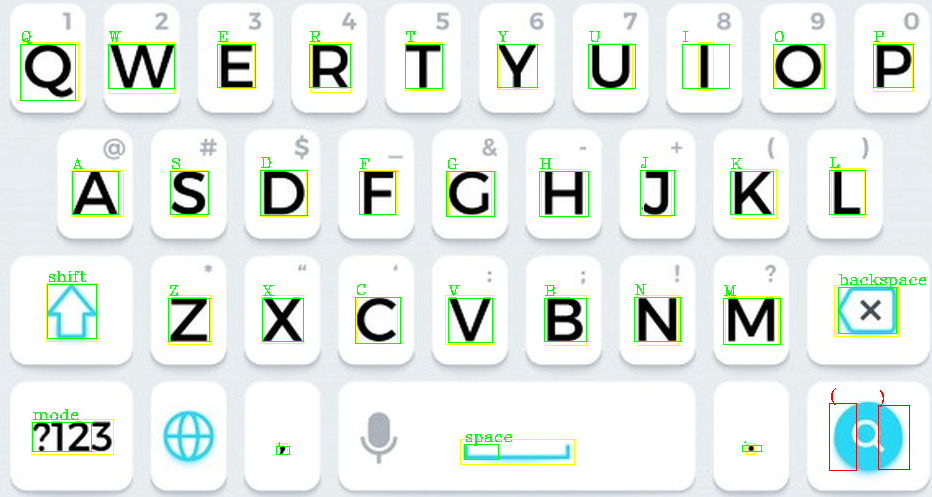 1 2 3 4 5 6 7 8 9 0
Q W E R T Y U I O P
Q W E R T Y U I O P
@ # $ _ & - + ( )
A S D F G H J K L
A S D F G H J K L
* “ ‘ : ; ! ?
shift Z X C V B N M backspace
Z X C V B N M ×
mode space ( )
?123 , .